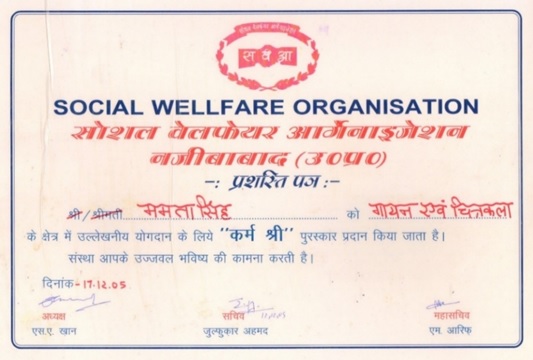 स वे आ
SOCIAL WELLFARE ORGANISATION
सोशल वेलफेयर आर्गेनाइजेशन
नजीबाबाद (उ०प्र०)
-: प्रशस्ति पत्र :-
श्री/श्रीमती ममता सिंह को गायन एवं चित्रकला
के क्षेत्र में उल्लेखनीय योगदान के लिये "कर्म श्री" पुरस्कार प्रदान किया जाता है।
संस्था आपके उज्जवल भविष्य की कामना करती है।
दिनांक-17.12.05
अध्यक्ष सचिव महासचिव
एस.ए. खान जुल्फुकार अहमद एम. आरिफ़